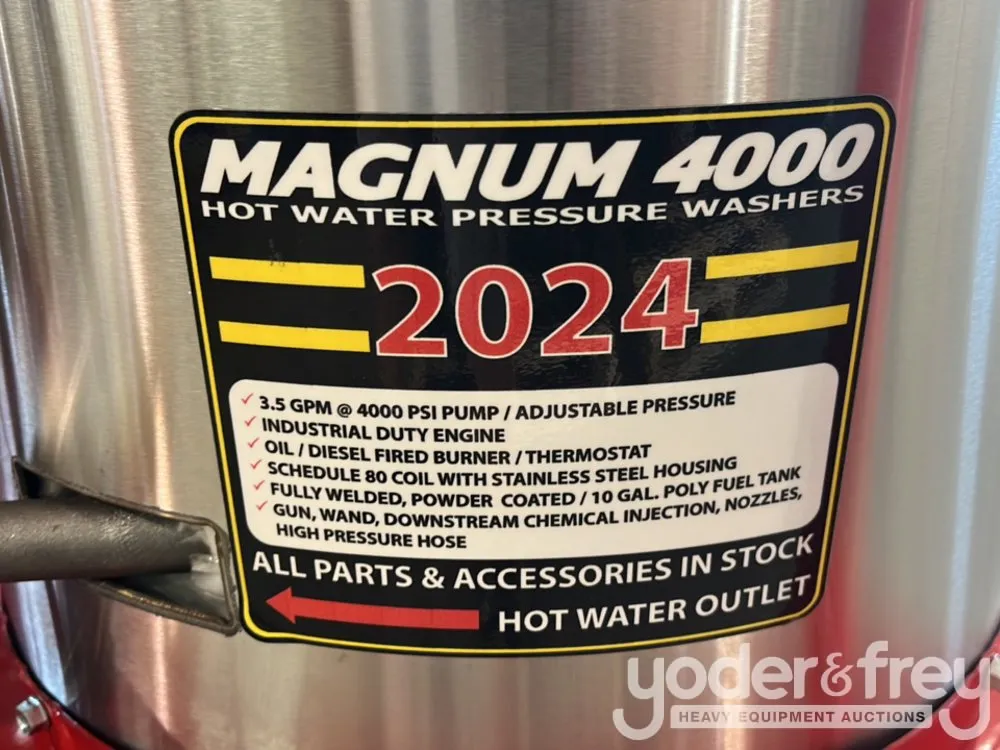 MAGNUM 4000
HOT WATER PRESSURE WASHERS
2024
✓ 3.5 GPM @ 4000 PSI PUMP / ADJUSTABLE PRESSURE
✓ INDUSTRIAL DUTY ENGINE
✓ OIL / DIESEL FIRED BURNER / THERMOSTAT
✓ SCHEDULE 80 COIL WITH STAINLESS STEEL HOUSING
✓ FULLY WELDED, POWDER COATED / 10 GAL. POLY FUEL TANK
✓ GUN, WAND, DOWNSTREAM CHEMICAL INJECTION, NOZZLES,
HIGH PRESSURE HOSE
ALL PARTS & ACCESSORIES IN STOCK
HOT WATER OUTLET
yoder&frey
HEAVY EQUIPMENT AUCTIONS